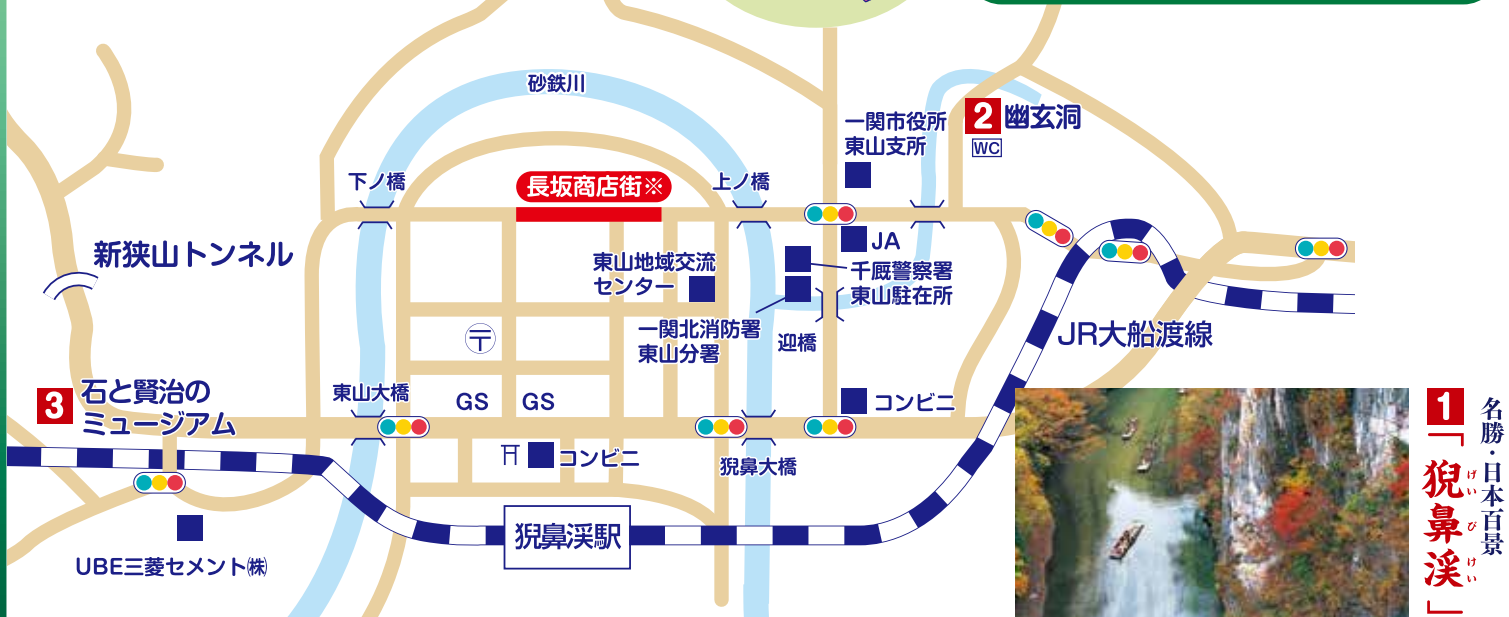 砂鉄川
一関市役所
東山支所
2 幽玄洞
WC
下ノ橋
長坂商店街※
上ノ橋
新狭山トンネル
JA
東山地域交流
センター
千厩警察署
東山駐在所
一関北消防署
東山分署
迎橋
〒
JR大船渡線
3 石と賢治の
ミュージアム
東山大橋
GS
GS
コンビニ
コンビニ
猊鼻大橋
猊鼻渓駅
UBE三菱セメント㈱
名勝・日本百景
1「猊鼻渓」
げい び けい